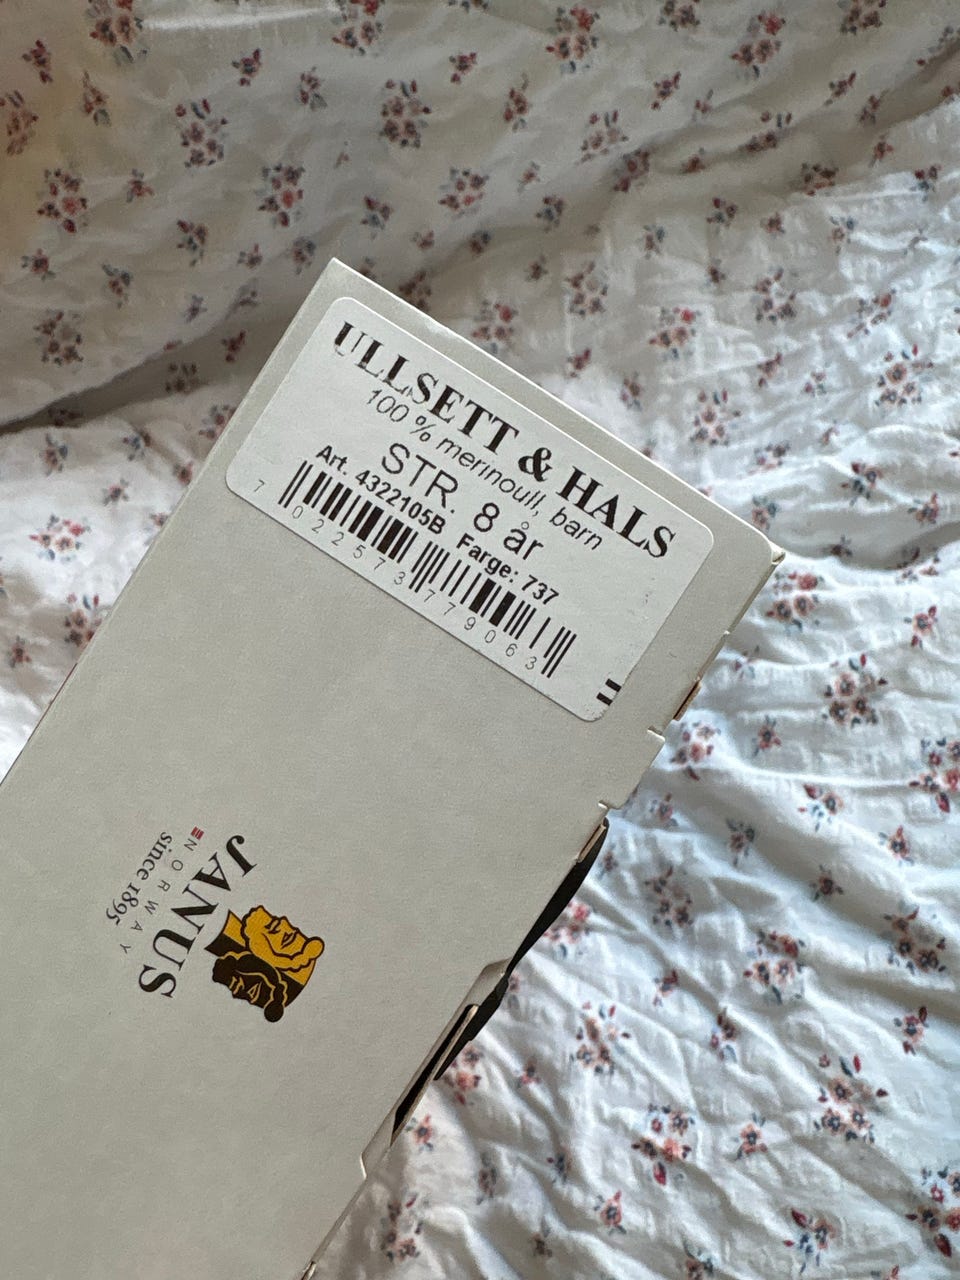 ULLSETT & HALS
100 % merinoull, barn
STR. 8 år
Art. 4322105B Farge: 737
7 022573 779063
JANUS
NORWAY
since 1895